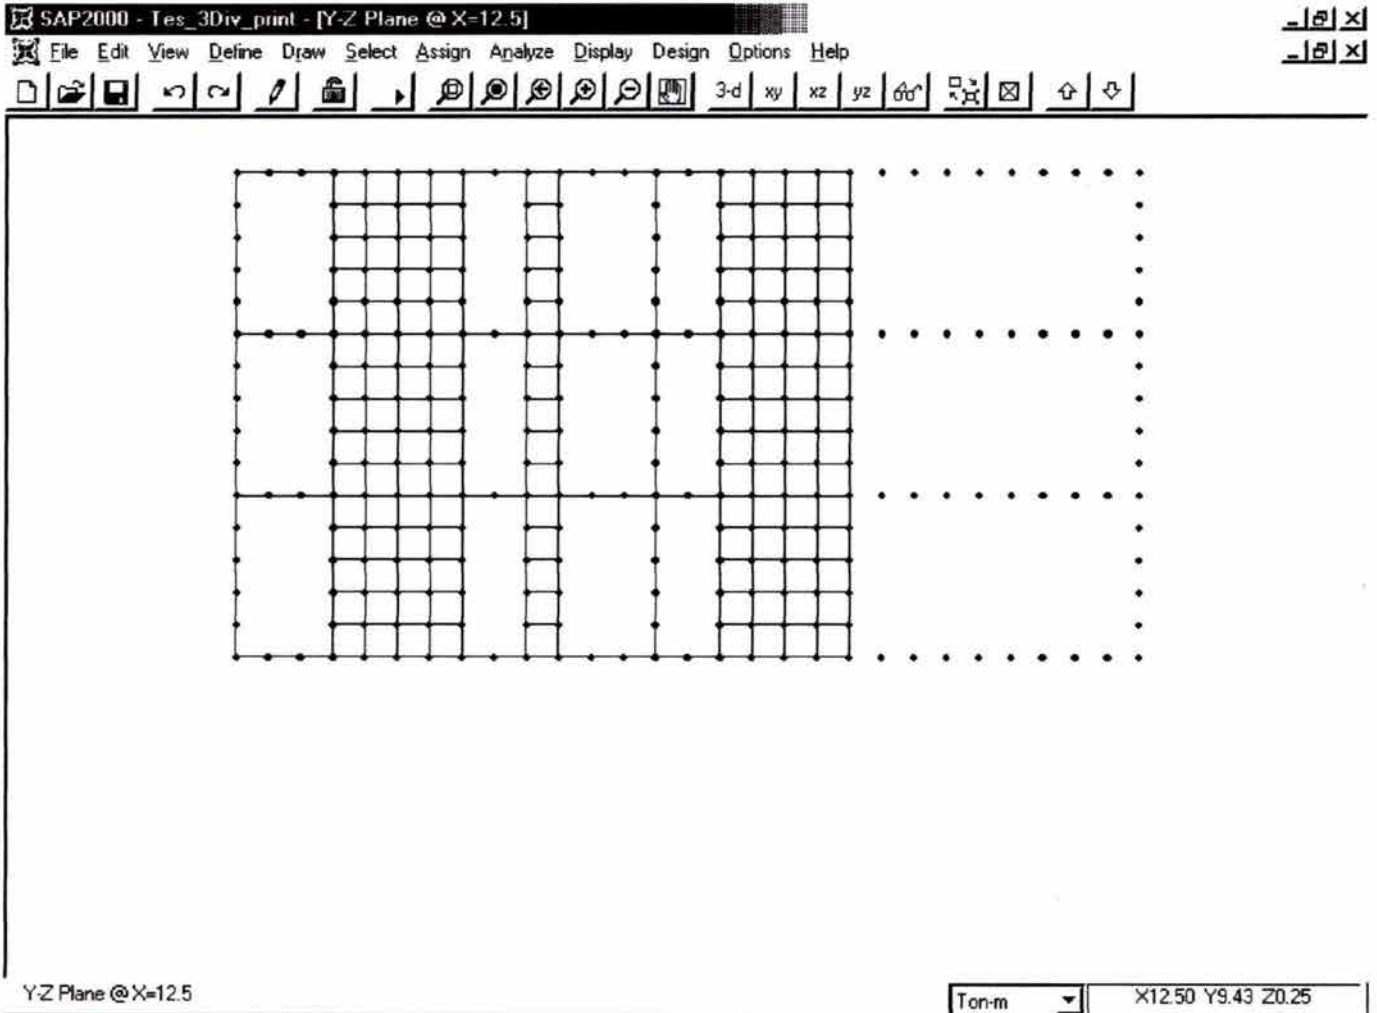 SAP2000 - Tes_3Div_print - [Y-Z Plane @ X=12.5]
File Edit View Define Draw Select Assign Analyze Display Design Options Help
3-d xy xz yz
Y-Z Plane @ X=12.5
Ton-m
X12.50 Y9.43 Z0.25